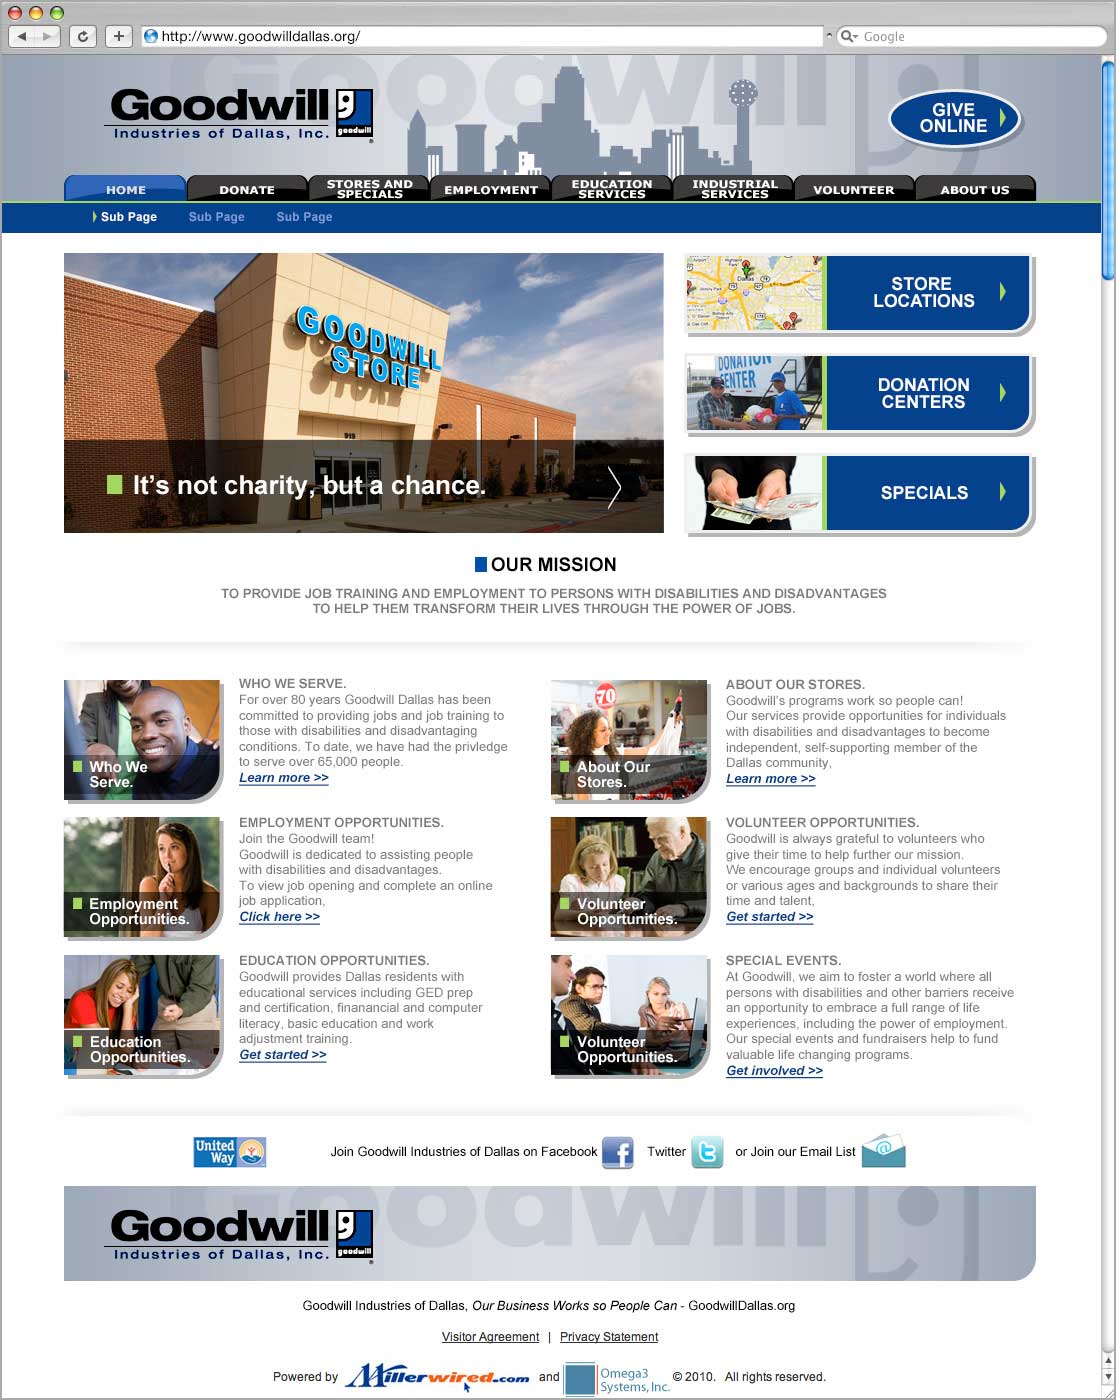 http://www.goodwilldallas.org/
Google
Goodwill
Goodwill
Industries of Dallas, Inc.
goodwill
GIVE
ONLINE
HOME
DONATE
STORES AND
SPECIALS
EMPLOYMENT
EDUCATION
SERVICES
INDUSTRIAL
SERVICES
VOLUNTEER
ABOUT US
Sub Page
Sub Page
Sub Page
GOODWILL
STORE
919
It's not charity, but a chance.
Dallas
STORE
LOCATIONS
DONATION
CENTER
DONATION
CENTERS
SPECIALS
OUR MISSION
TO PROVIDE JOB TRAINING AND EMPLOYMENT TO PERSONS WITH DISABILITIES AND DISADVANTAGES
TO HELP THEM TRANSFORM THEIR LIVES THROUGH THE POWER OF JOBS.
Who We
Serve.
WHO WE SERVE.
For over 80 years Goodwill Dallas has been
committed to providing jobs and job training to
those with disabilities and disadvantaging
conditions. To date, we have had the privledge
to serve over 65,000 people.
Learn more >>
70
About Our
Stores.
ABOUT OUR STORES.
Goodwill's programs work so people can!
Our services provide opportunities for individuals
with disabilities and disadvantages to become
independent, self-supporting member of the
Dallas community,
Learn more >>
Employment
Opportunities.
EMPLOYMENT OPPORTUNITIES.
Join the Goodwill team!
Goodwill is dedicated to assisting people
with disabilities and disadvantages.
To view job opening and complete an online
job application,
Click here >>
Volunteer
Opportunities.
VOLUNTEER OPPORTUNITIES.
Goodwill is always grateful to volunteers who
give their time to help further our mission.
We encourage groups and individual volunteers
or various ages and backgrounds to share their
time and talent,
Get started >>
Education
Opportunities.
EDUCATION OPPORTUNITIES.
Goodwill provides Dallas residents with
educational services including GED prep
and certification, finanancial and computer
literacy, basic education and work
adjustment training.
Get started >>
Volunteer
Opportunities.
SPECIAL EVENTS.
At Goodwill, we aim to foster a world where all
persons with disabilities and other barriers receive
an opportunity to embrace a full range of life
experiences, including the power of employment.
Our special events and fundraisers help to fund
valuable life changing programs.
Get involved >>
United
Way
Join Goodwill Industries of Dallas on Facebook
Twitter
or Join our Email List
Goodwill
Goodwill
Industries of Dallas, Inc.
goodwill
Goodwill Industries of Dallas, Our Business Works so People Can - GoodwillDallas.org
Visitor Agreement | Privacy Statement
Powered by Millerwired.com and Omega3 Systems, Inc. © 2010. All rights reserved.